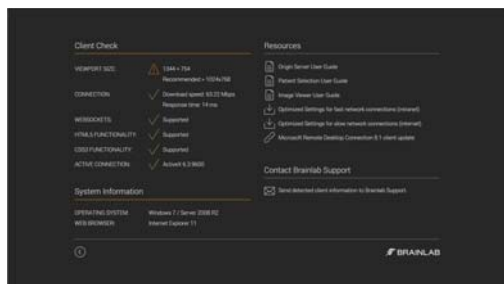 Client Check
VIEWPORT SIZE:
1344 × 754
Recommended > 1024x768
CONNECTION:
Download speed: 63.22 Mbps
Response time: 14 ms
WEBSOCKETS:
Supported
HTML5 FUNCTIONALITY:
Supported
CSS3 FUNCTIONALITY:
Supported
ACTIVE CONNECTION:
ActiveX 6.3.9600
System Information
OPERATING SYSTEM:
Windows 7 / Server 2008 R2
WEB BROWSER:
Internet Explorer 11
Resources
Origin Server User Guide
Patient Selection User Guide
Image Viewer User Guide
Optimized Settings for fast network connections (intranet)
Optimized Settings for slow network connections (internet)
Microsoft Remote Desktop Connection 8.1 client update
Contact Brainlab Support
Send detected client information to Brainlab Support.
BRAINLAB